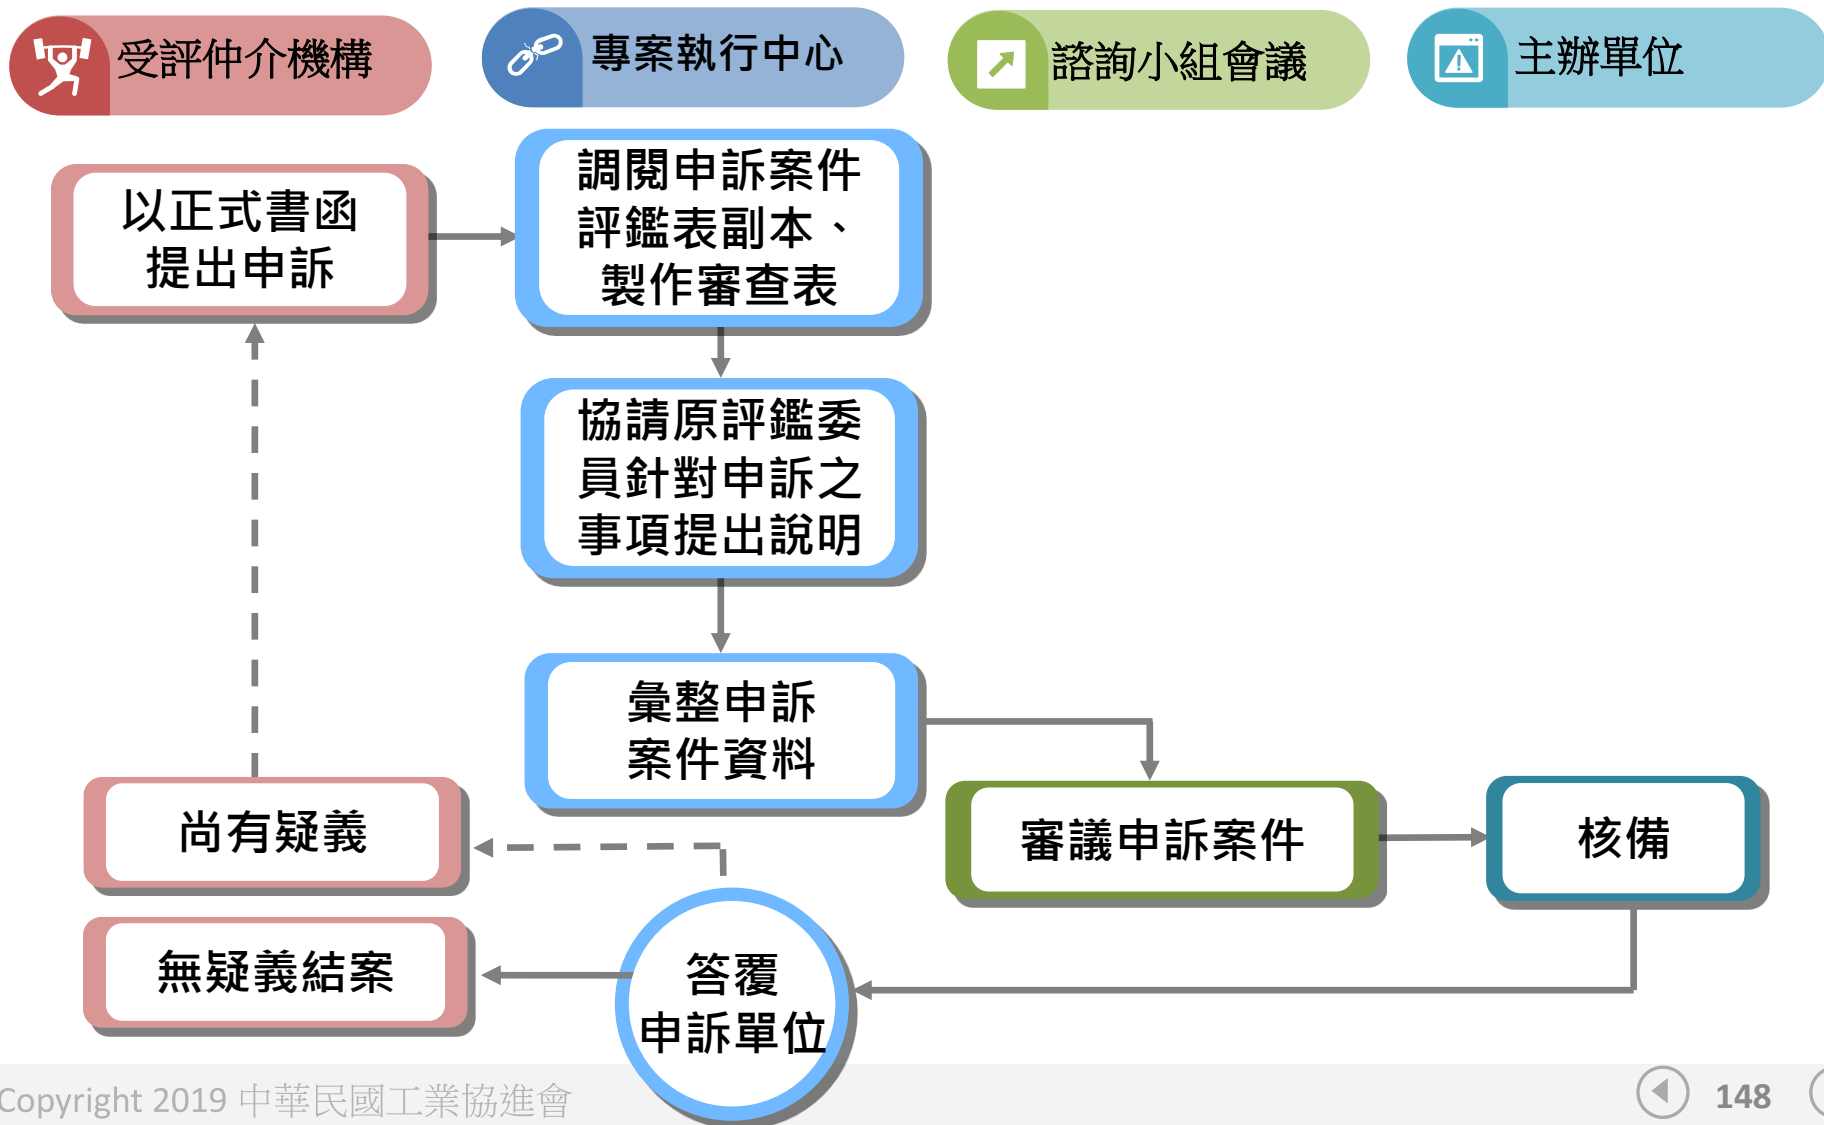 受評仲介機構
專案執行中心
諮詢小組會議
主辦單位
以正式書函
提出申訴
調閱申訴案件
評鑑表副本、
製作審查表
協請原評鑑委
員針對申訴之
事項提出說明
彙整申訴
案件資料
審議申訴案件
核備
尚有疑義
無疑義結案
答覆
申訴單位
Copyright 2019 中華民國工業協進會
148